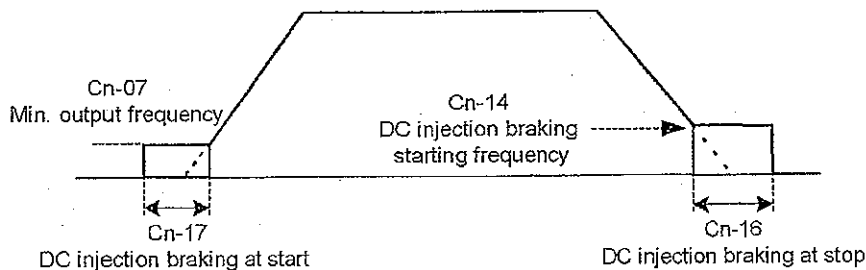 Cn-07
Min. output frequency
Cn-14
DC injection braking
starting frequency
Cn-17
DC injection braking at start
Cn-16
DC injection braking at stop